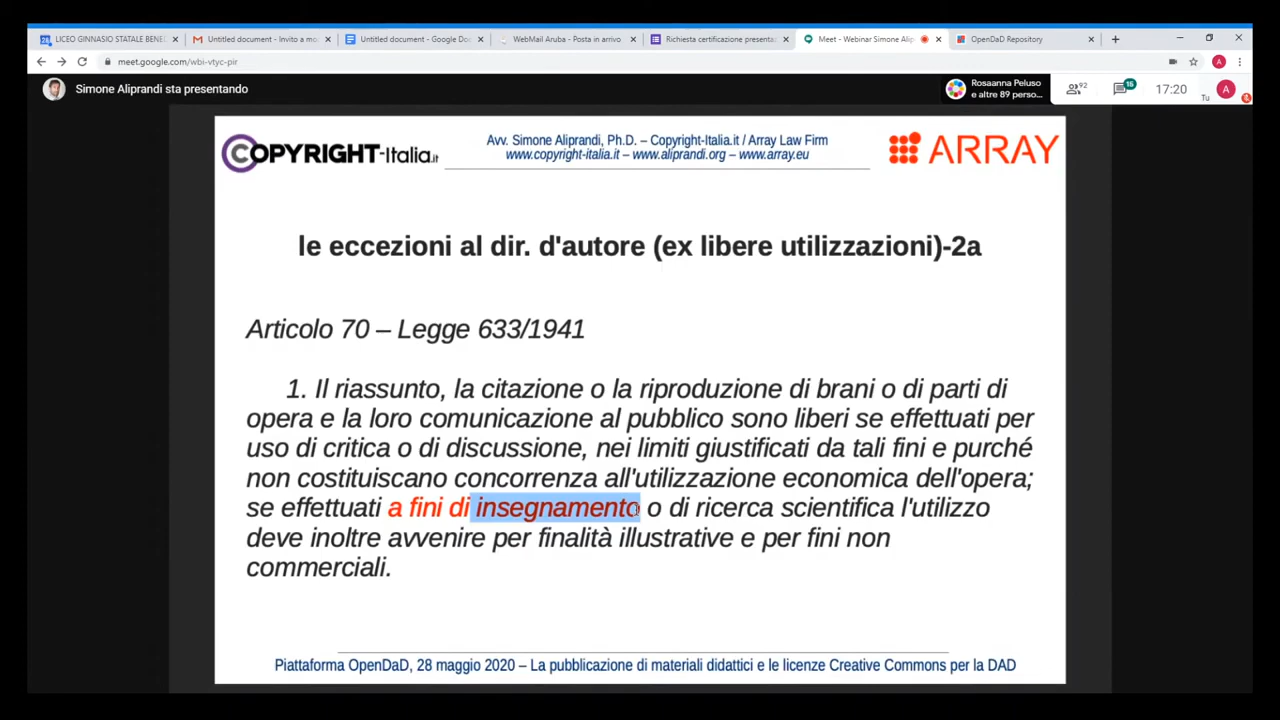 LICEO GINNASIO STATALE BENE
Untitled document - Invito a mo
Untitled document - Google Do
WebMail Aruba - Posta in arrivo
Richiesta certificazione presenta
Meet - Webinar Simone Alip
OpenDaD Repository
meet.google.com/wbi-vtyc-pir
Simone Aliprandi sta presentando
Rosaanna Peluso
e altre 89 perso...
92
15
17:20
Tu
A
COPYRIGHT-Italia.it
Avv. Simone Aliprandi, Ph.D. – Copyright-Italia.it / Array Law Firm
www.copyright-italia.it – www.aliprandi.org – www.array.eu
ARRAY
le eccezioni al dir. d'autore (ex libere utilizzazioni)-2a
Articolo 70 – Legge 633/1941
1. Il riassunto, la citazione o la riproduzione di brani o di parti di
opera e la loro comunicazione al pubblico sono liberi se effettuati per
uso di critica o di discussione, nei limiti giustificati da tali fini e purché
non costituiscano concorrenza all'utilizzazione economica dell'opera;
se effettuati a fini di insegnamento o di ricerca scientifica l'utilizzo
deve inoltre avvenire per finalità illustrative e per fini non
commerciali.
Piattaforma OpenDaD, 28 maggio 2020 – La pubblicazione di materiali didattici e le licenze Creative Commons per la DAD